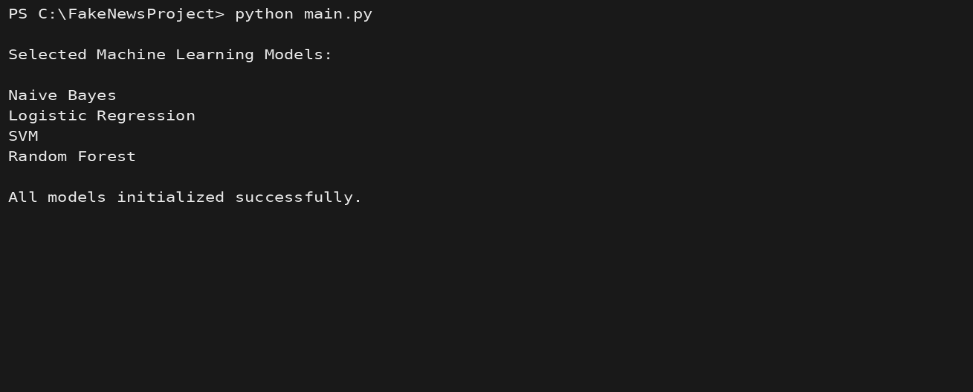 PS C:\FakeNewsProject> python main.py
Selected Machine Learning Models:
Naive Bayes
Logistic Regression
SVM
Random Forest
All models initialized successfully.